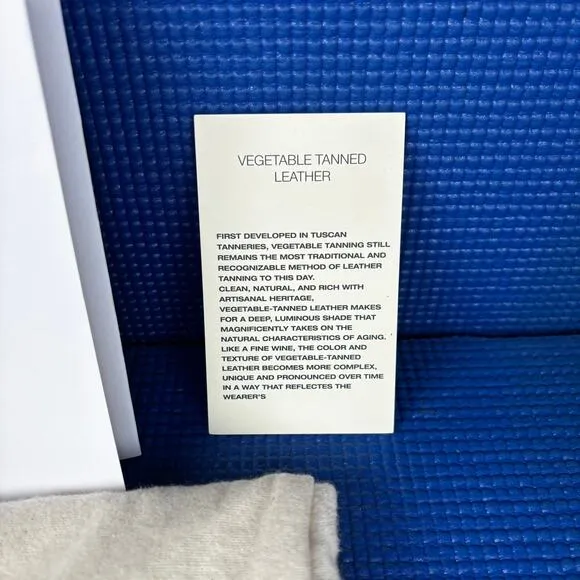 VEGETABLE TANNED
LEATHER
FIRST DEVELOPED IN TUSCAN
TANNERIES, VEGETABLE TANNING STILL
REMAINS THE MOST TRADITIONAL AND
RECOGNIZABLE METHOD OF LEATHER
TANNING TO THIS DAY.
CLEAN, NATURAL, AND RICH WITH
ARTISANAL HERITAGE,
VEGETABLE-TANNED LEATHER MAKES
FOR A DEEP, LUMINOUS SHADE THAT
MAGNIFICENTLY TAKES ON THE
NATURAL CHARACTERISTICS OF AGING.
LIKE A FINE WINE, THE COLOR AND
TEXTURE OF VEGETABLE-TANNED
LEATHER BECOMES MORE COMPLEX,
UNIQUE AND PRONOUNCED OVER TIME
IN A WAY THAT REFLECTS THE
WEARER'S